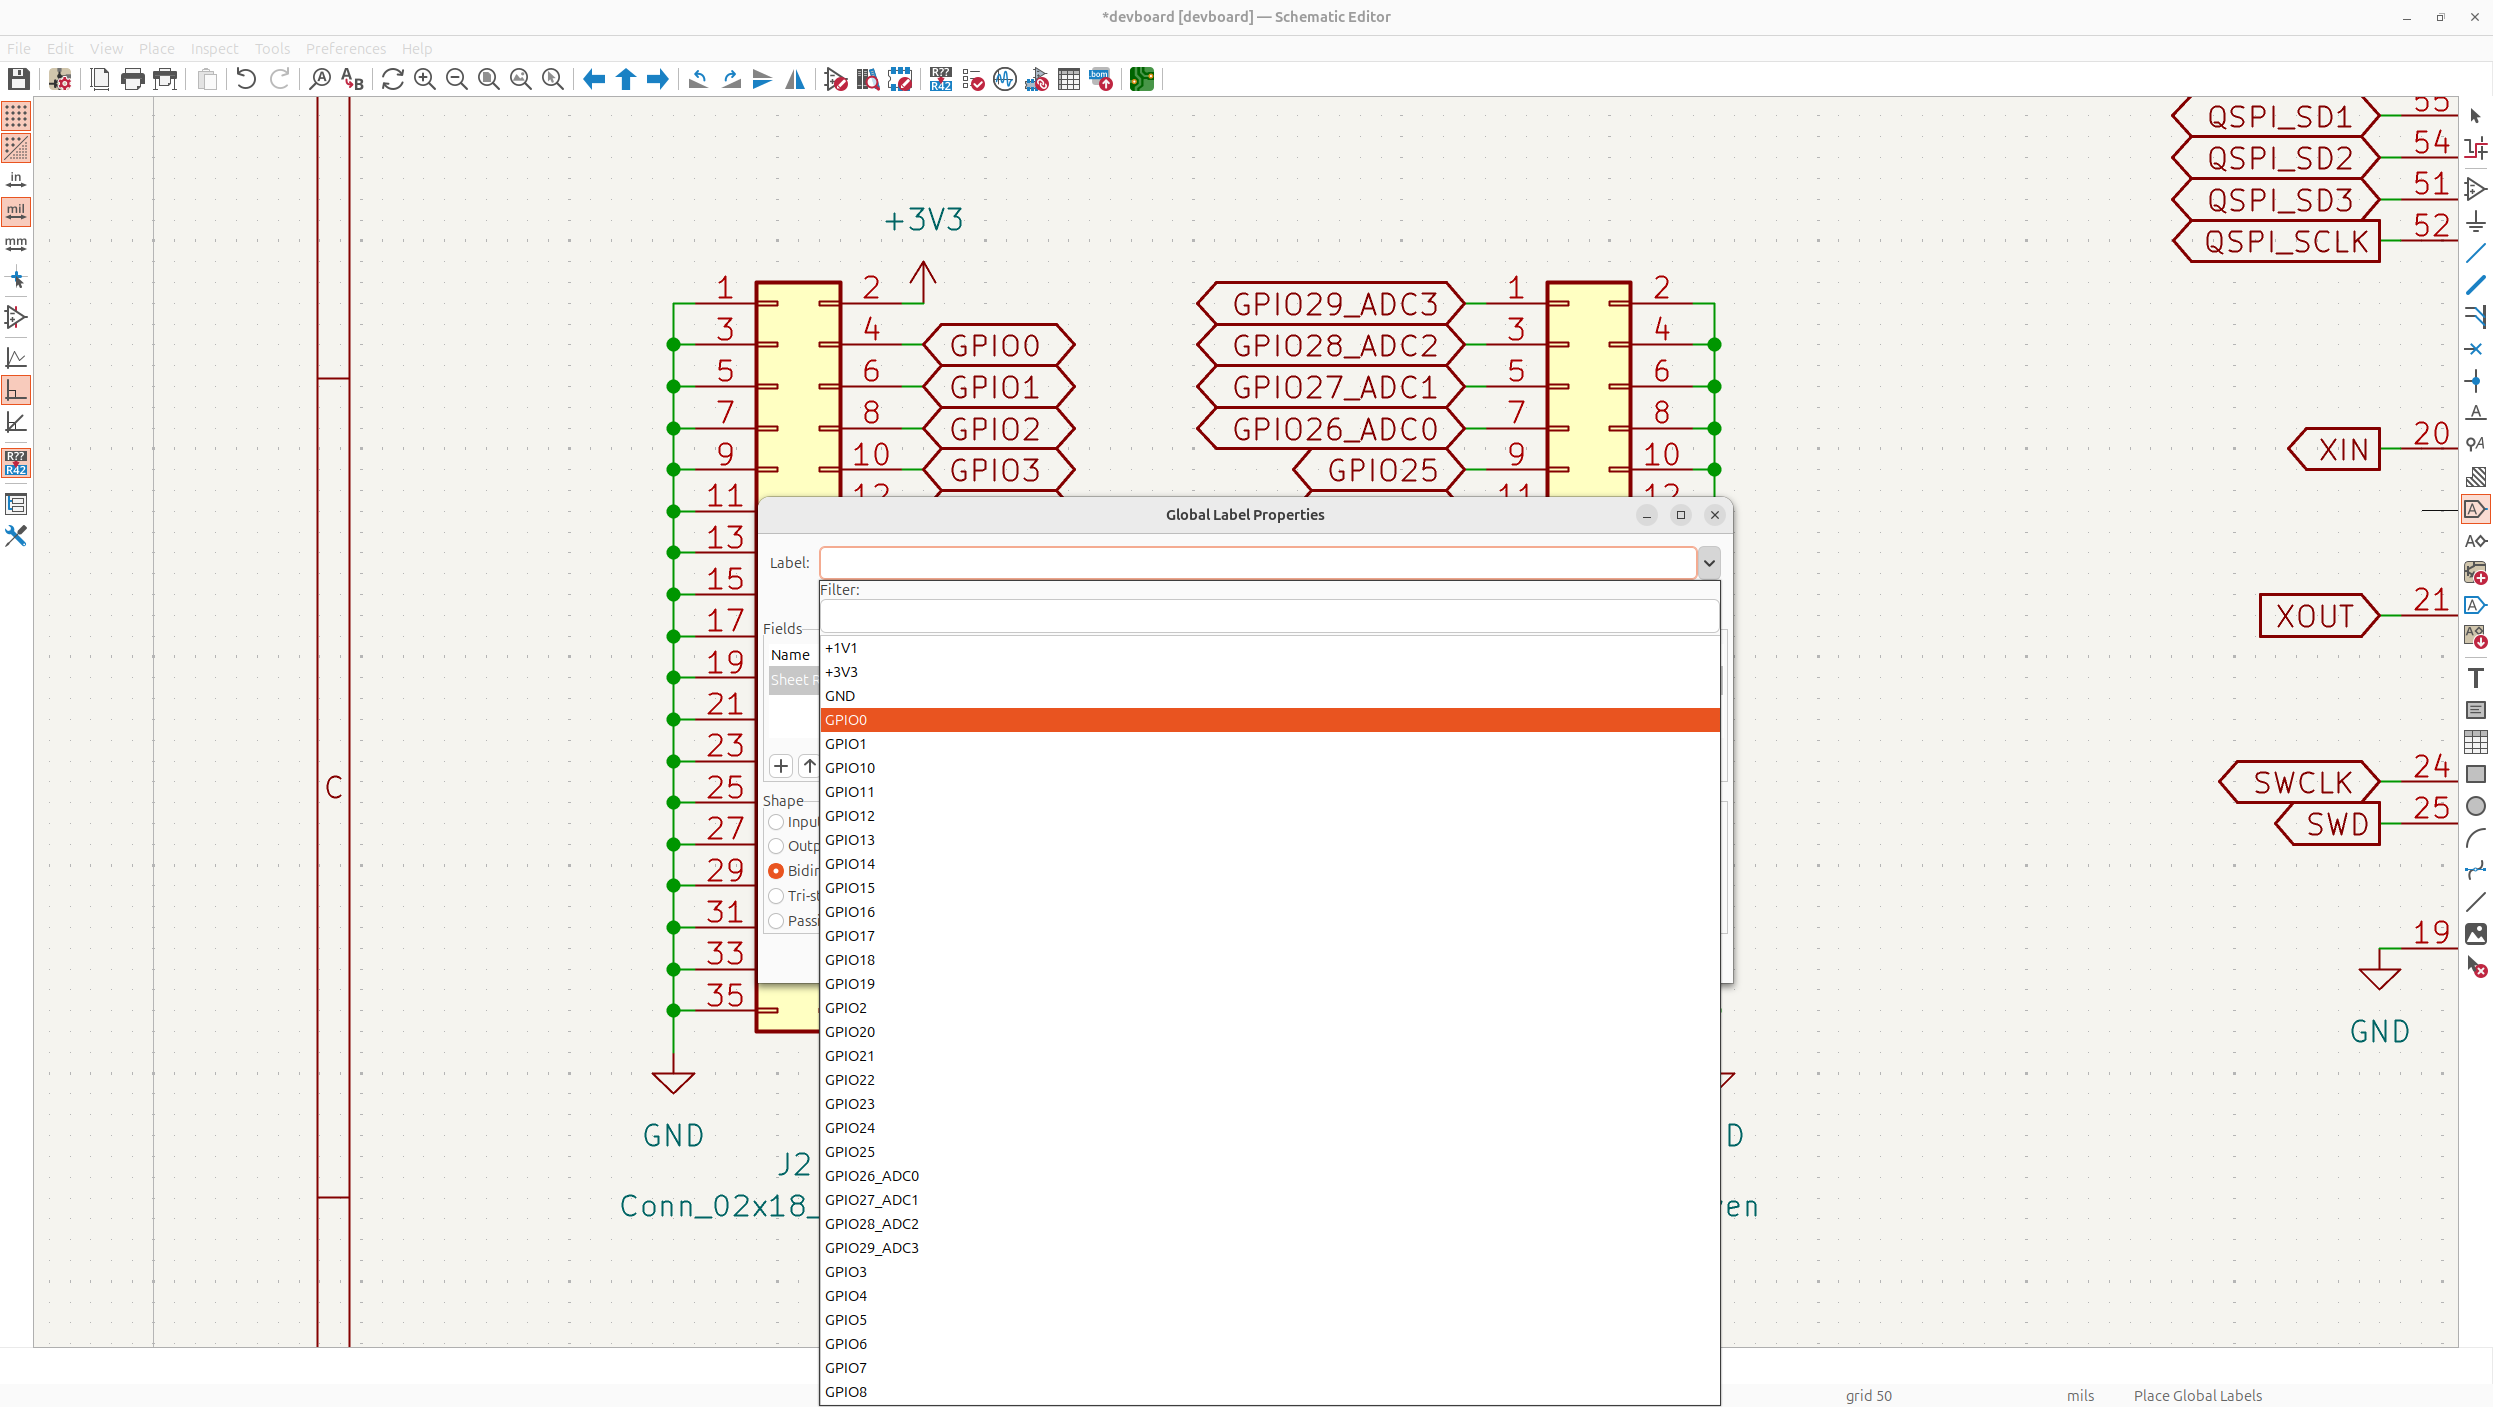 *devboard [devboard] — Schematic Editor
File Edit View Place Inspect Tools Preferences Help
in
mil
mm
R??
R42
+3V3
1 2
3 4 GPIO0
5 6 GPIO1
7 8 GPIO2
9 10 GPIO3
11 12
13
15
17
19
21
23
25
27
29
31
33
35
GND
J2
Conn_02x18_
C
GPIO29_ADC3 1 2
GPIO28_ADC2 3 4
GPIO27_ADC1 5 6
GPIO26_ADC0 7 8
GPIO25 9 10
11 12
QSPI_SD1 55
QSPI_SD2 54
QSPI_SD3 51
QSPI_SCLK 52
XIN 20
XOUT 21
SWCLK 24
SWD 25
19
GND
Global Label Properties
Label:
Filter:
Fields
Name
Sheet
Shape
+1V1
+3V3
GND
GPIO0
GPIO1
GPIO10
GPIO11
GPIO12
GPIO13
GPIO14
GPIO15
GPIO16
GPIO17
GPIO18
GPIO19
GPIO2
GPIO20
GPIO21
GPIO22
GPIO23
GPIO24
GPIO25
GPIO26_ADC0
GPIO27_ADC1
GPIO28_ADC2
GPIO29_ADC3
GPIO3
GPIO4
GPIO5
GPIO6
GPIO7
GPIO8
grid 50 mils Place Global Labels